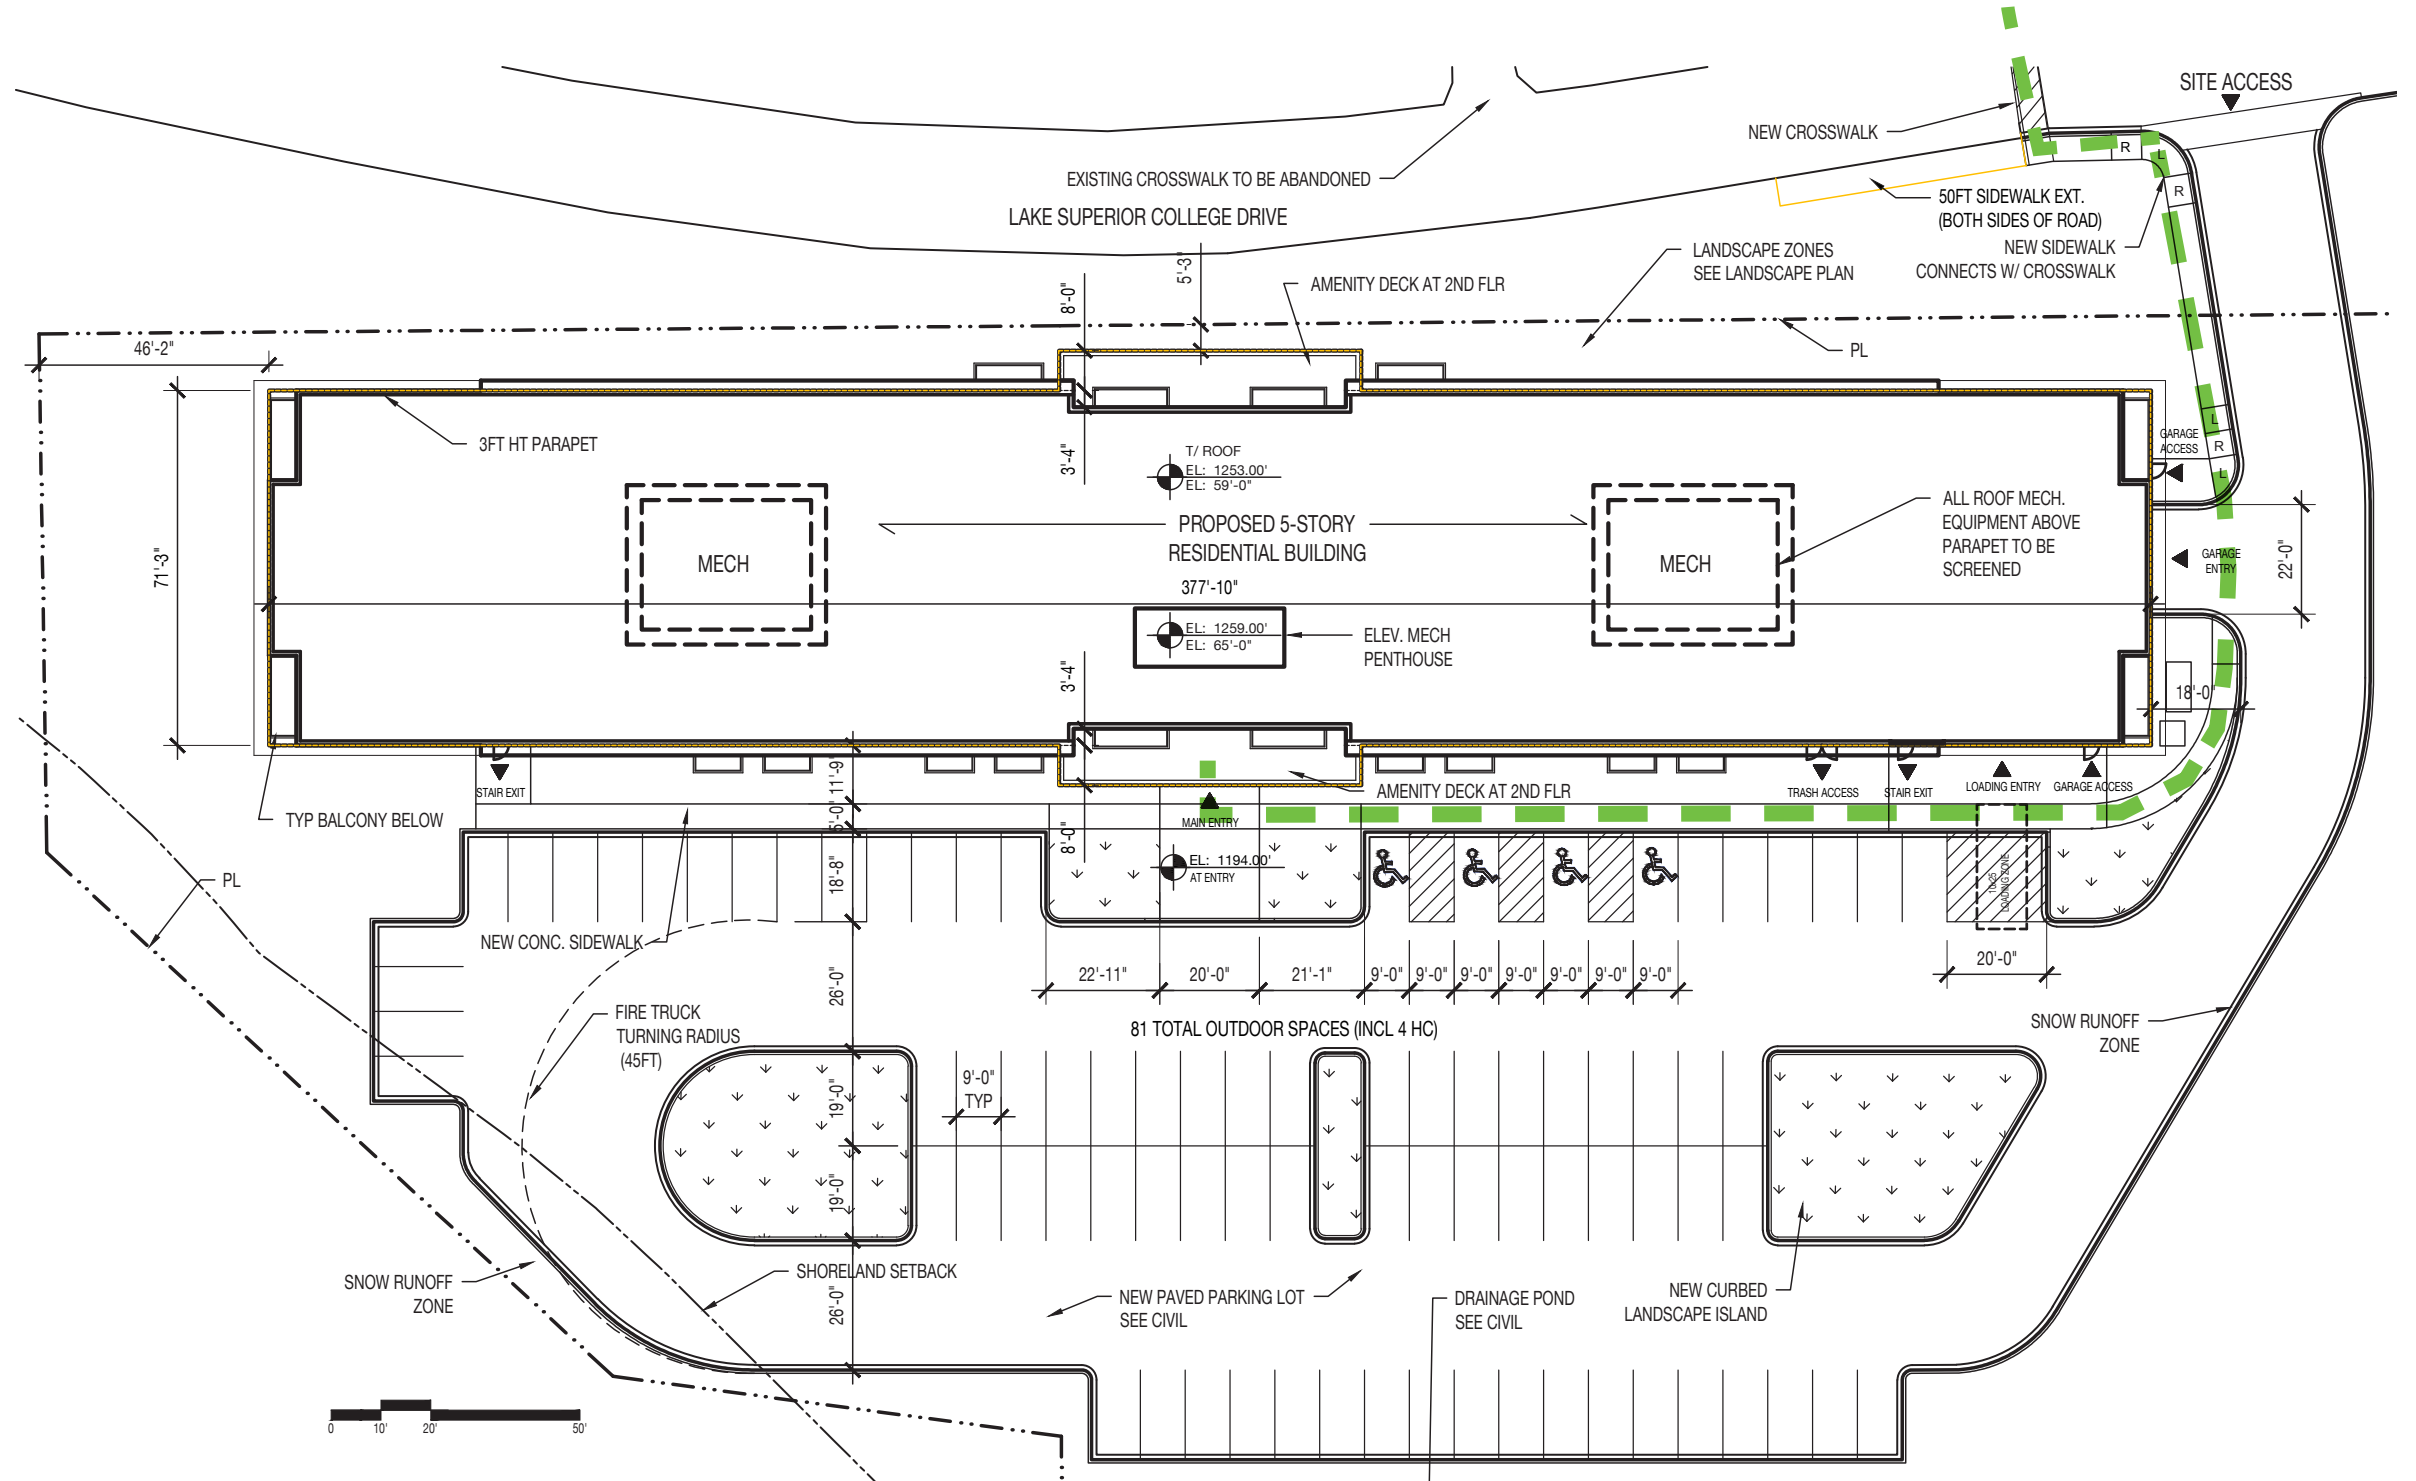 SITE ACCESS
NEW CROSSWALK
R
L
R
EXISTING CROSSWALK TO BE ABANDONED
LAKE SUPERIOR COLLEGE DRIVE
50FT SIDEWALK EXT.
(BOTH SIDES OF ROAD)
NEW SIDEWALK
CONNECTS W/ CROSSWALK
LANDSCAPE ZONES
SEE LANDSCAPE PLAN
5'-3"
8'-0"
AMENITY DECK AT 2ND FLR
46'-2"
PL
3FT HT PARAPET
3'-4"
T/ ROOF
EL: 1253.00'
EL: 59'-0"
L
R
L
GARAGE
ACCESS
ALL ROOF MECH.
EQUIPMENT ABOVE
PARAPET TO BE
SCREENED
PROPOSED 5-STORY
RESIDENTIAL BUILDING
MECH
MECH
71'-3"
377'-10"
GARAGE
ENTRY
22'-0"
EL: 1259.00'
EL: 65'-0"
ELEV. MECH
PENTHOUSE
3'-4"
18'-0"
11'-9"
STAIR EXIT
AMENITY DECK AT 2ND FLR
TRASH ACCESS
STAIR EXIT
LOADING ENTRY
GARAGE ACCESS
TYP BALCONY BELOW
5'-0"
MAIN ENTRY
8'-0"
EL: 1194.00'
AT ENTRY
18'-8"
10x25
LOADING ZONE
PL
NEW CONC. SIDEWALK
22'-11"
20'-0"
21'-1"
9'-0"
9'-0"
9'-0"
9'-0"
9'-0"
9'-0"
9'-0"
20'-0"
26'-0"
FIRE TRUCK
TURNING RADIUS
(45FT)
81 TOTAL OUTDOOR SPACES (INCL 4 HC)
SNOW RUNOFF
ZONE
9'-0"
TYP
19'-0"
19'-0"
SNOW RUNOFF
ZONE
SHORELAND SETBACK
26'-0"
NEW PAVED PARKING LOT
SEE CIVIL
DRAINAGE POND
SEE CIVIL
NEW CURBED
LANDSCAPE ISLAND
0
10'
20'
50'